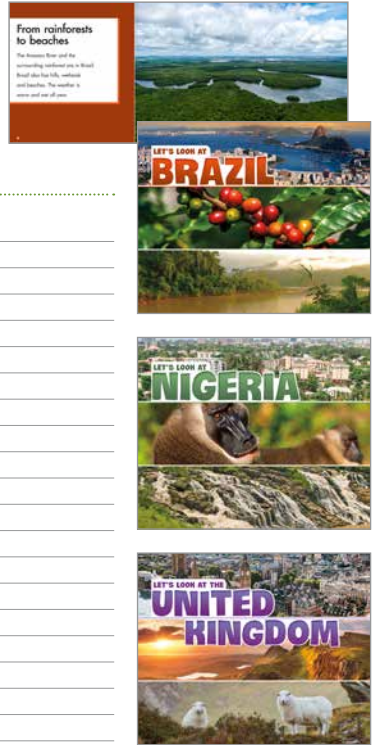 From rainforests
to beaches
The Amazon River and the
surrounding rainforest are in Brazil.
Brazil also has hills, wetlands
and beaches. The weather is
warm and wet all year.
LET'S LOOK AT
BRAZIL
LET'S LOOK AT
NIGERIA
LET'S LOOK AT THE
UNITED
KINGDOM